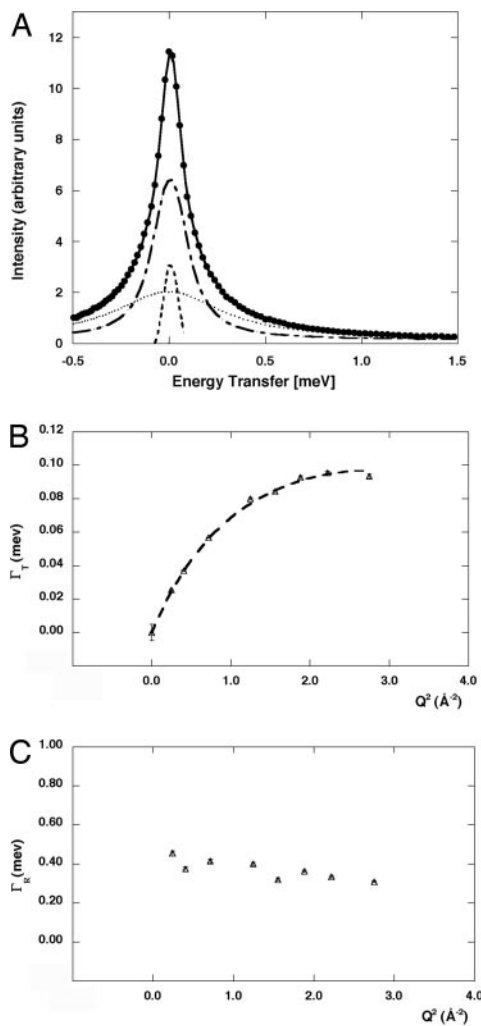 A
Intensity (arbitrary units)
12
10
8
6
4
2
0
-0.5 0.0 0.5 1.0 1.5
Energy Transfer [meV]
B
Γ_T (mev)
0.12
0.10
0.08
0.06
0.04
0.02
0.00
0.0 1.0 2.0 3.0 4.0
Q² (Å⁻²)
C
Γ_R (mev)
1.00
0.80
0.60
0.40
0.20
0.00
0.0 1.0 2.0 3.0 4.0
Q² (Å⁻²)